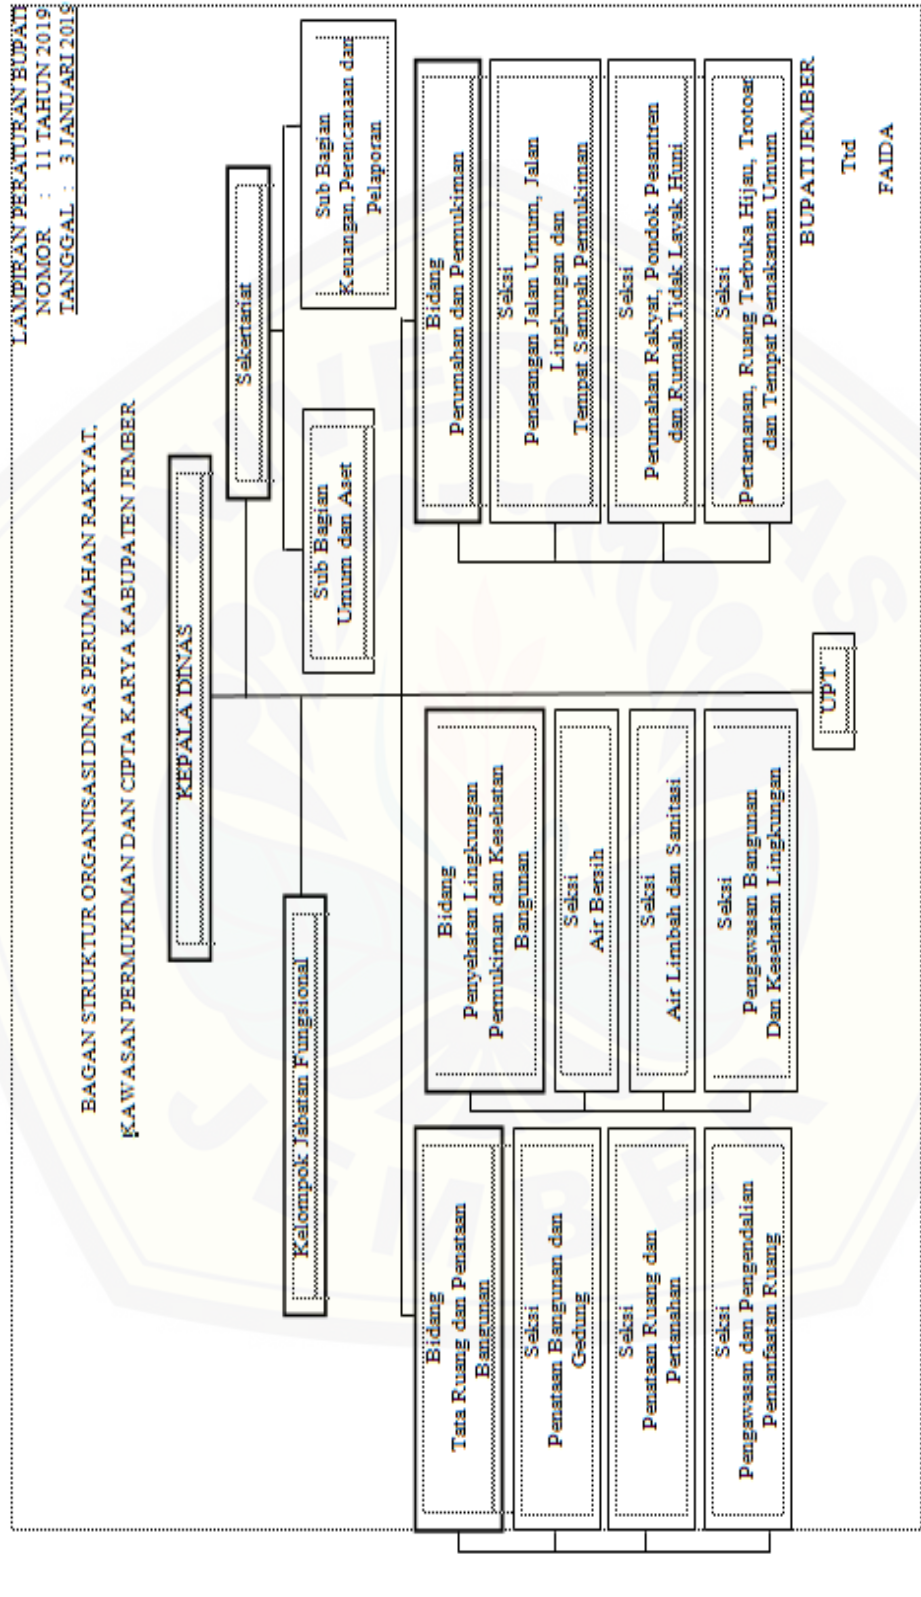 LAMPIRAN PERATURAN BUPATI
NOMOR : 11 TAHUN 2019
TANGGAL : 3 JANUARI 2019
BAGAN STRUKTUR ORGANISASI DINAS PERUMAHAN RAKYAT,
KAWASAN PERMUKIMAN DAN CIPTA KARYA KABUPATEN JEMBER
KEPALA DINAS
Sekertariat
Kelompok Jabatan Fungsional
Sub Bagian
Umum dan Aset
Sub Bagian
Keuangan, Perencanaan dan
Pelaporan
Bidang
Tata Ruang dan Penataan
Bangunan
Seksi
Penataan Bangunan dan
Gedung
Seksi
Penataan Ruang dan
Pertanahan
Seksi
Pengawasan dan Pengendalian
Pemanfaatan Ruang
Bidang
Penyehatan Lingkungan
Permukiman dan Kesehatan
Bangunan
Seksi
Air Bersih
Seksi
Air Limbah dan Sanitasi
Seksi
Pengawasan Bangunan
Dan Kesehatan Lingkungan
Bidang
Perumahan dan Permukiman
Seksi
Penerangan Jalan Umum, Jalan
Lingkungan dan
Tempat Sampah Permukiman
Seksi
Perumahan Rakyat, Pondok Pesantren
dan Rumah Tidak Layak Huni
Seksi
Pertamanan, Ruang Terbuka Hijau, Trotoar
dan Tempat Pemakaman Umum
UPT
BUPATI JEMBER
Ttd
FAIDA
UNIVERSITAS
JEMBER